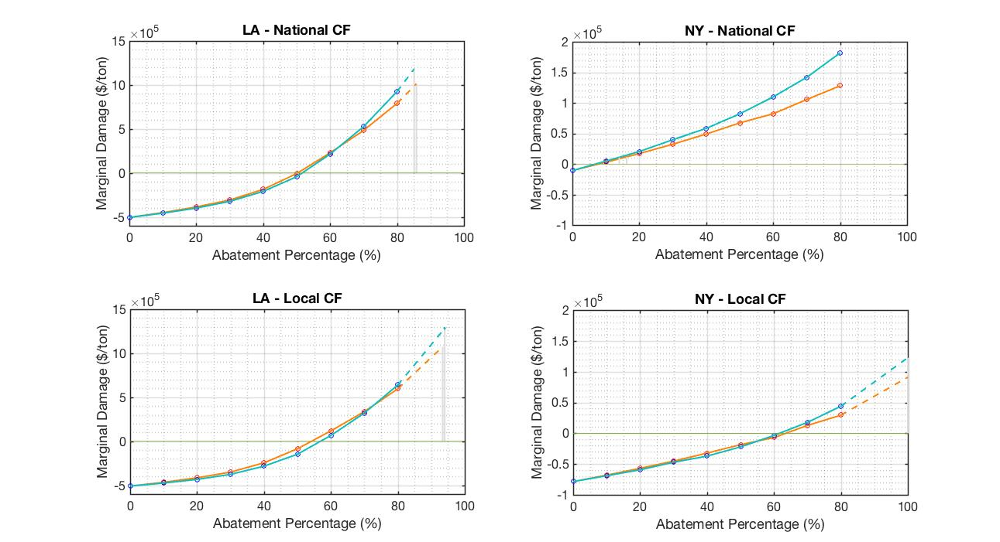 LA - National CF
×10^5
Marginal Damage ($/ton)
15
10
5
0
-5
0 20 40 60 80 100
Abatement Percentage (%)
NY - National CF
×10^5
Marginal Damage ($/ton)
2
1.5
1
0.5
0
-0.5
-1
0 20 40 60 80 100
Abatement Percentage (%)
LA - Local CF
×10^5
Marginal Damage ($/ton)
15
10
5
0
-5
0 20 40 60 80 100
Abatement Percentage (%)
NY - Local CF
×10^5
Marginal Damage ($/ton)
2
1.5
1
0.5
0
-0.5
-1
0 20 40 60 80 100
Abatement Percentage (%)